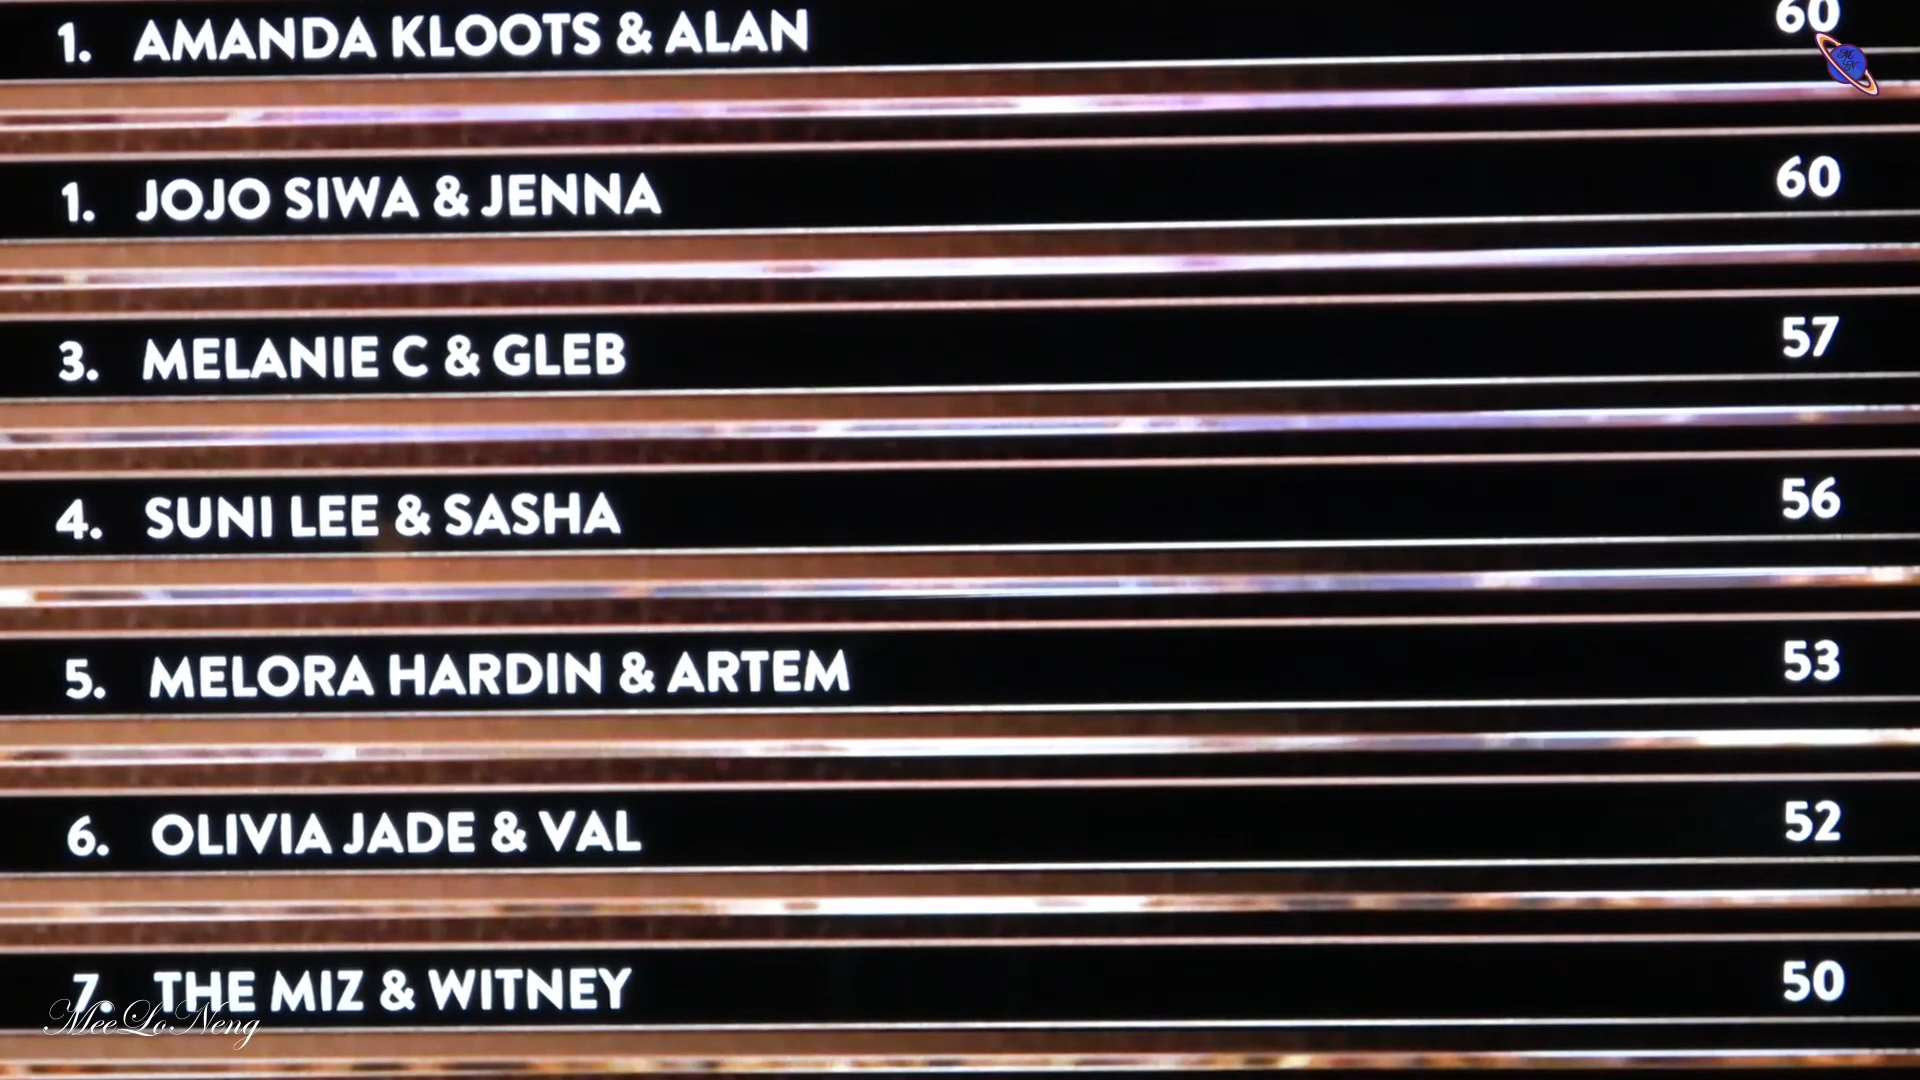 1. AMANDA KLOOTS & ALAN 60
1. JOJO SIWA & JENNA 60
3. MELANIE C & GLEB 57
4. SUNI LEE & SASHA 56
5. MELORA HARDIN & ARTEM 53
6. OLIVIA JADE & VAL 52
7. THE MIZ & WITNEY 50
MeeLoNeng